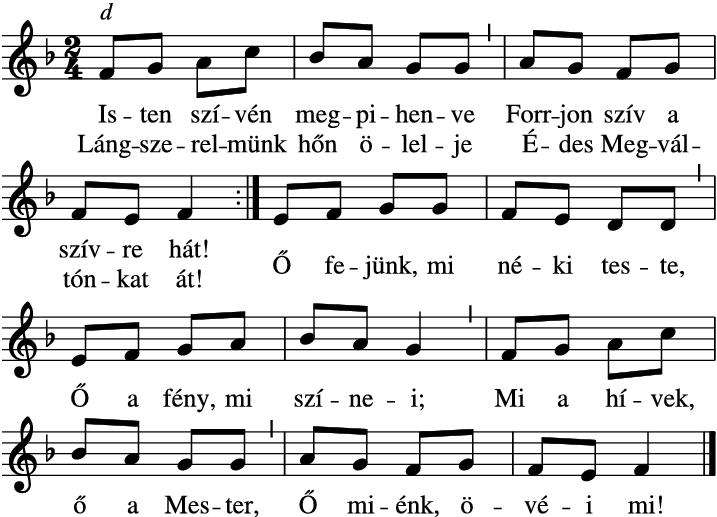 d
2
4
Is – ten szí – vén meg – pi – hen – ve Forr – jon szív a
Láng – sze – rel – münk hőn ö – lel – je É – des Meg – vál –
szív – re hát!
tón – kat át!
Ő fe – jünk, mi né – ki tes – te,
Ő a fény, mi szí – ne – i; Mi a hí – vek,
ő a Mes – ter, Ő mi – énk, ö – vé – i mi!